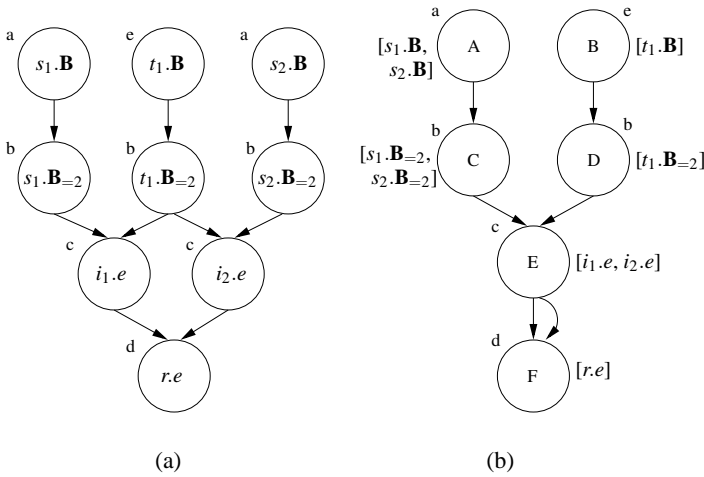 a e a a e
s₁.B t₁.B s₂.B [s₁.B, A B [t₁.B]
s₂.B]
b b b b b
s₁.B₌₂ t₁.B₌₂ s₂.B₌₂ [s₁.B₌₂, C D [t₁.B₌₂]
s₂.B₌₂]
c c c
i₁.e i₂.e E [i₁.e, i₂.e]
d d
r.e F [r.e]
(a) (b)